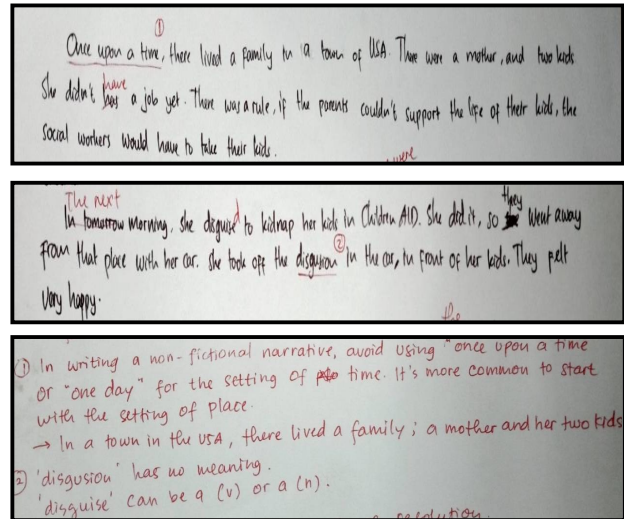 ①
Once upon a time, there lived a family in a town of USA. There were a mother, and two kids
have
She didn't has a job yet. There was a rule, if the parents couldn't support the life of their kids, the
social workers would have to take their kids.
were
The next they
In tomorrow morning, she disguised to kidnap her kids in Children AID. She did it, so went away
②
from that place with her car. She took off the disgusion in the car, in front of her kids. They felt
very happy.
the
① In writing a non-fictional narrative, avoid using "once upon a time
or "one day" for the setting of time. It's more common to start
with the setting of place.
→ In a town in the USA, there lived a family; a mother and her two kids
② 'disgusion' has no meaning.
'disguise' can be a (v) or a (n).
resolution.